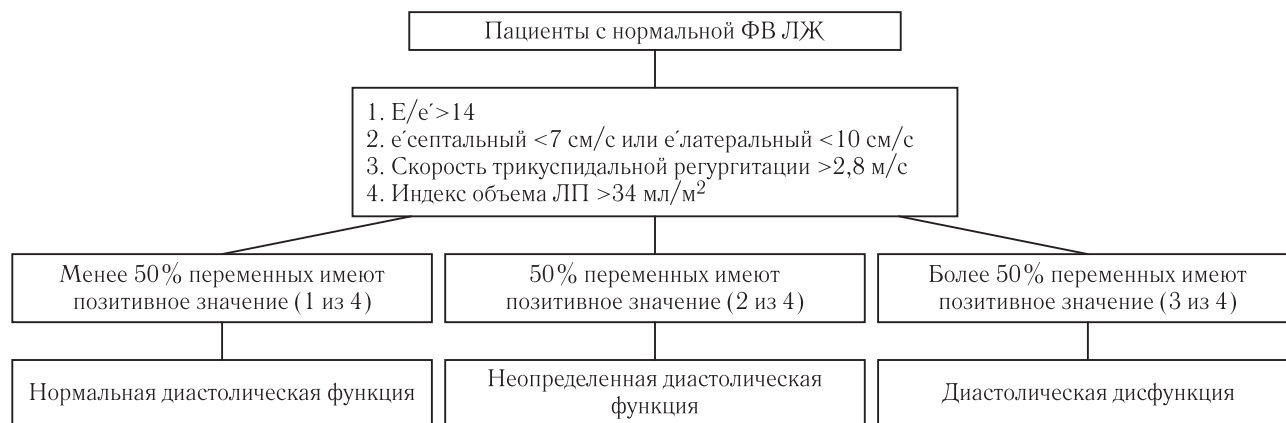 Пациенты с нормальной ФВ ЛЖ
1. E/e´>14
2. e´септальный <7 см/с или e´латеральный <10 см/с
3. Скорость трикуспидальной регургитации >2,8 м/с
4. Индекс объема ЛП >34 мл/м²
Менее 50% переменных имеют
позитивное значение (1 из 4)
50% переменных имеют
позитивное значение (2 из 4)
Более 50% переменных имеют
позитивное значение (3 из 4)
Нормальная диастолическая функция
Неопределенная диастолическая
функция
Диастолическая дисфункция